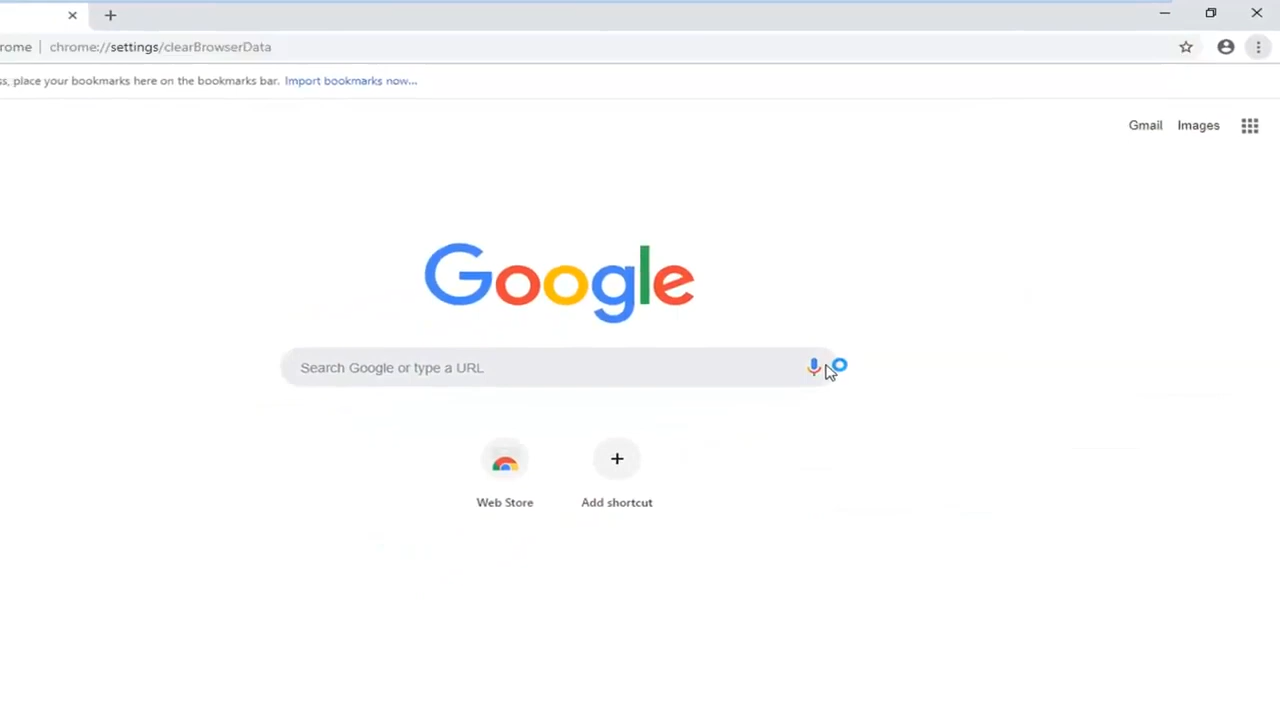 rome | chrome://settings/clearBrowserData
s, place your bookmarks here on the bookmarks bar. Import bookmarks now...
Gmail Images
Google
Search Google or type a URL
Web Store Add shortcut